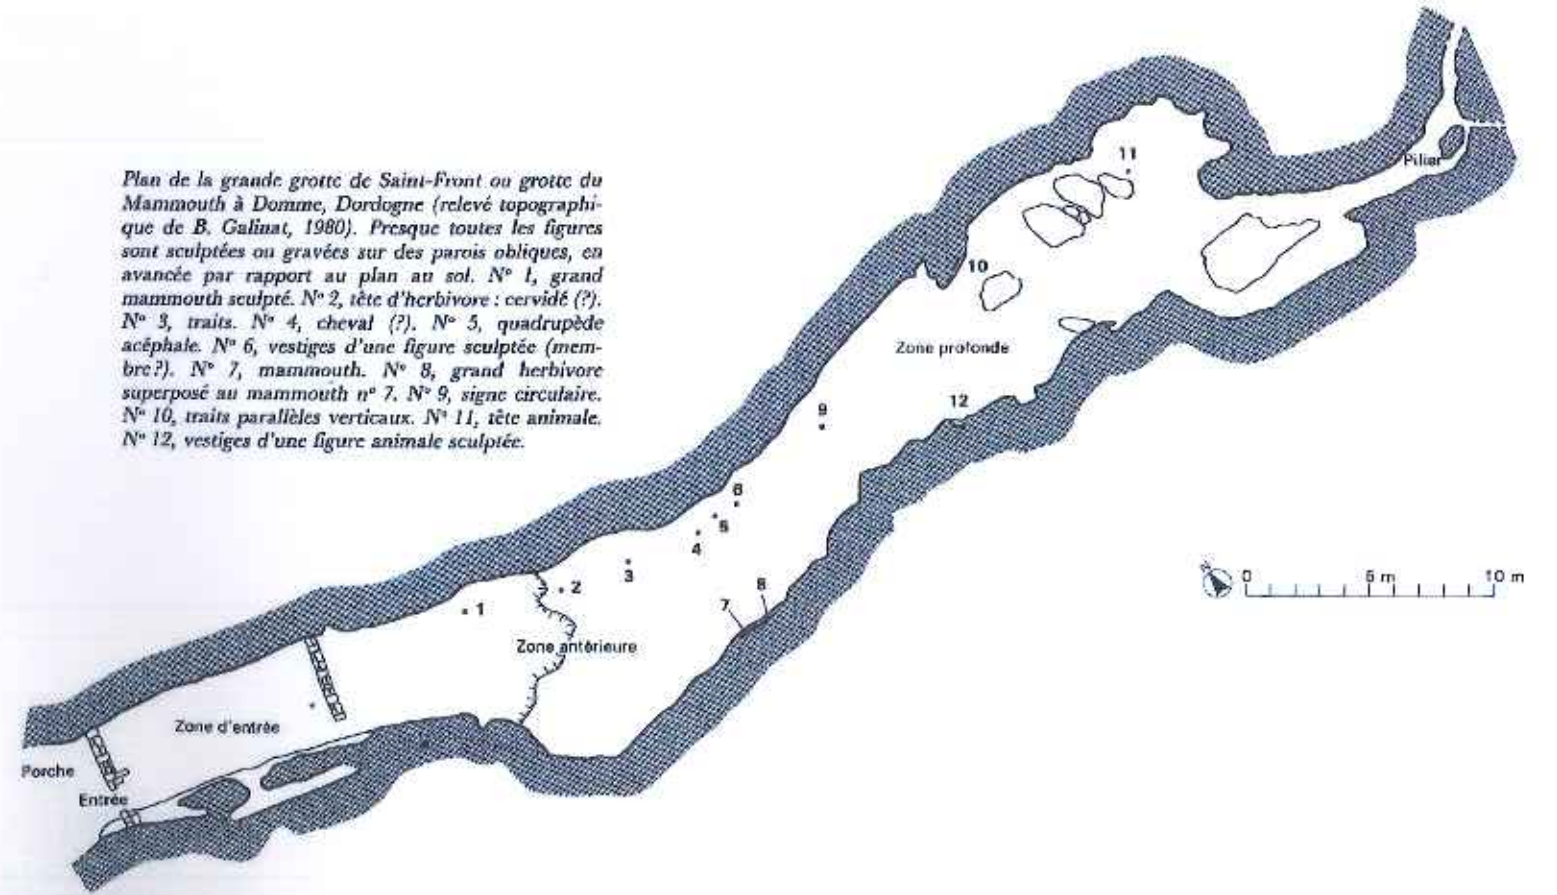 Plan de la grande grotte de Saint-Front ou grotte du
Mammouth à Domme, Dordogne (relevé topographi-
que de B. Galinat, 1980). Presque toutes les figures
sont sculptées ou gravées sur des parois obliques, en
avancée par rapport au plan au sol. N° 1, grand
mammouth sculpté. N° 2, tête d'herbivore : cervidé (?).
N° 3, traits. N° 4, cheval (?). N° 5, quadrupède
acéphale. N° 6, vestiges d'une figure sculptée (mem-
bre?). N° 7, mammouth. N° 8, grand herbivore
superposé au mammouth n° 7. N° 9, signe circulaire.
N° 10, traits parallèles verticaux. N° 11, tête animale.
N° 12, vestiges d'une figure animale sculptée.
Pilier
11
10
Zone profonde
12
9
6
5
4
3
2
1
8
7
Zone antérieure
Zone d'entrée
Porche
Entrée
N
0 5 m 10 m